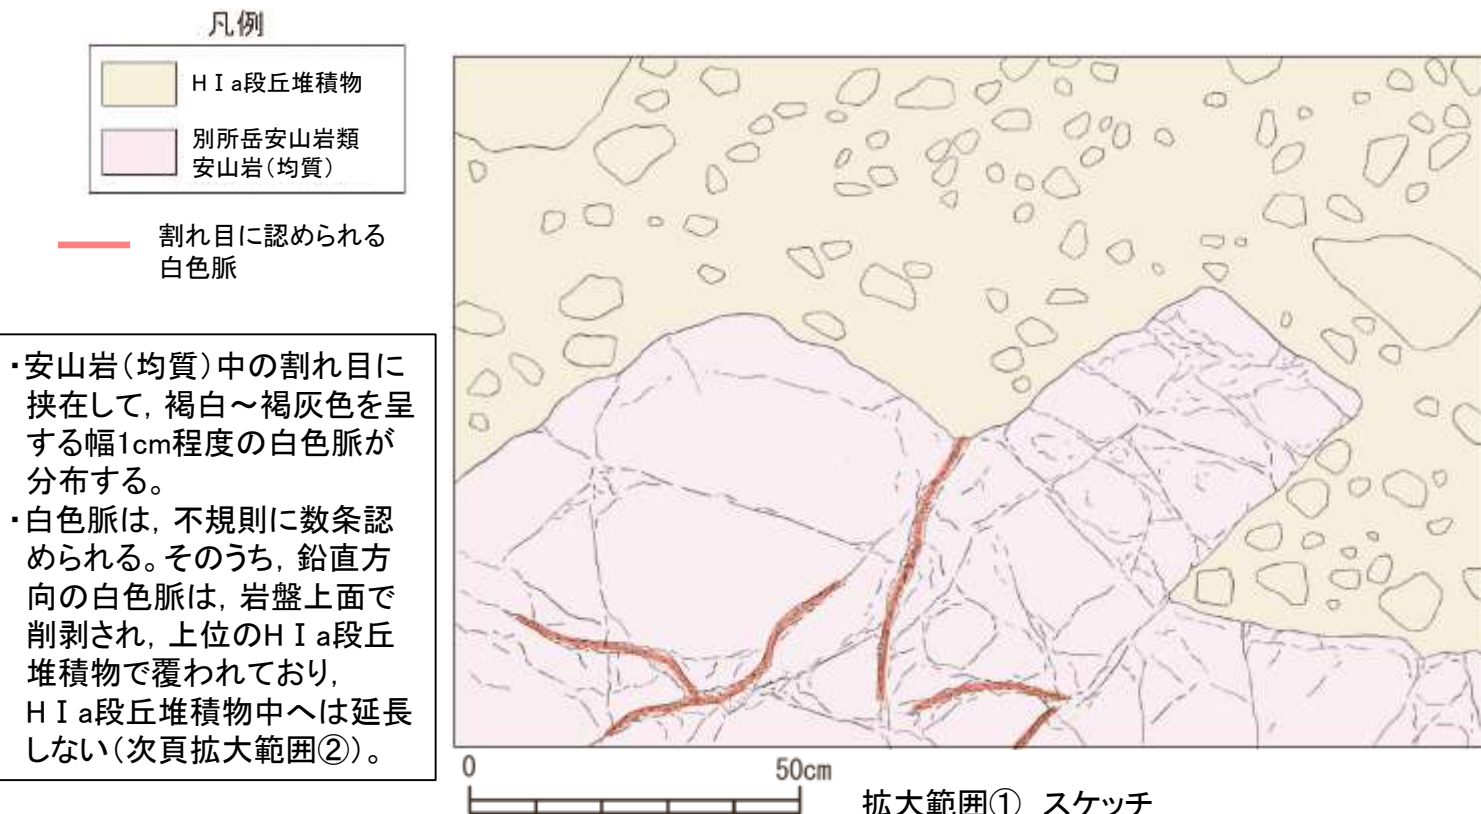 凡例
HⅠa段丘堆積物
別所岳安山岩類
安山岩(均質)
割れ目に認められる
白色脈
・安山岩(均質)中の割れ目に
挟在して,褐白～褐灰色を呈
する幅1cm程度の白色脈が
分布する。
・白色脈は,不規則に数条認
められる。そのうち,鉛直方
向の白色脈は,岩盤上面で
削剥され,上位のHⅠa段丘
堆積物で覆われており,
HⅠa段丘堆積物中へは延長
しない(次頁拡大範囲②)。
0 50cm
拡大範囲① スケッチ